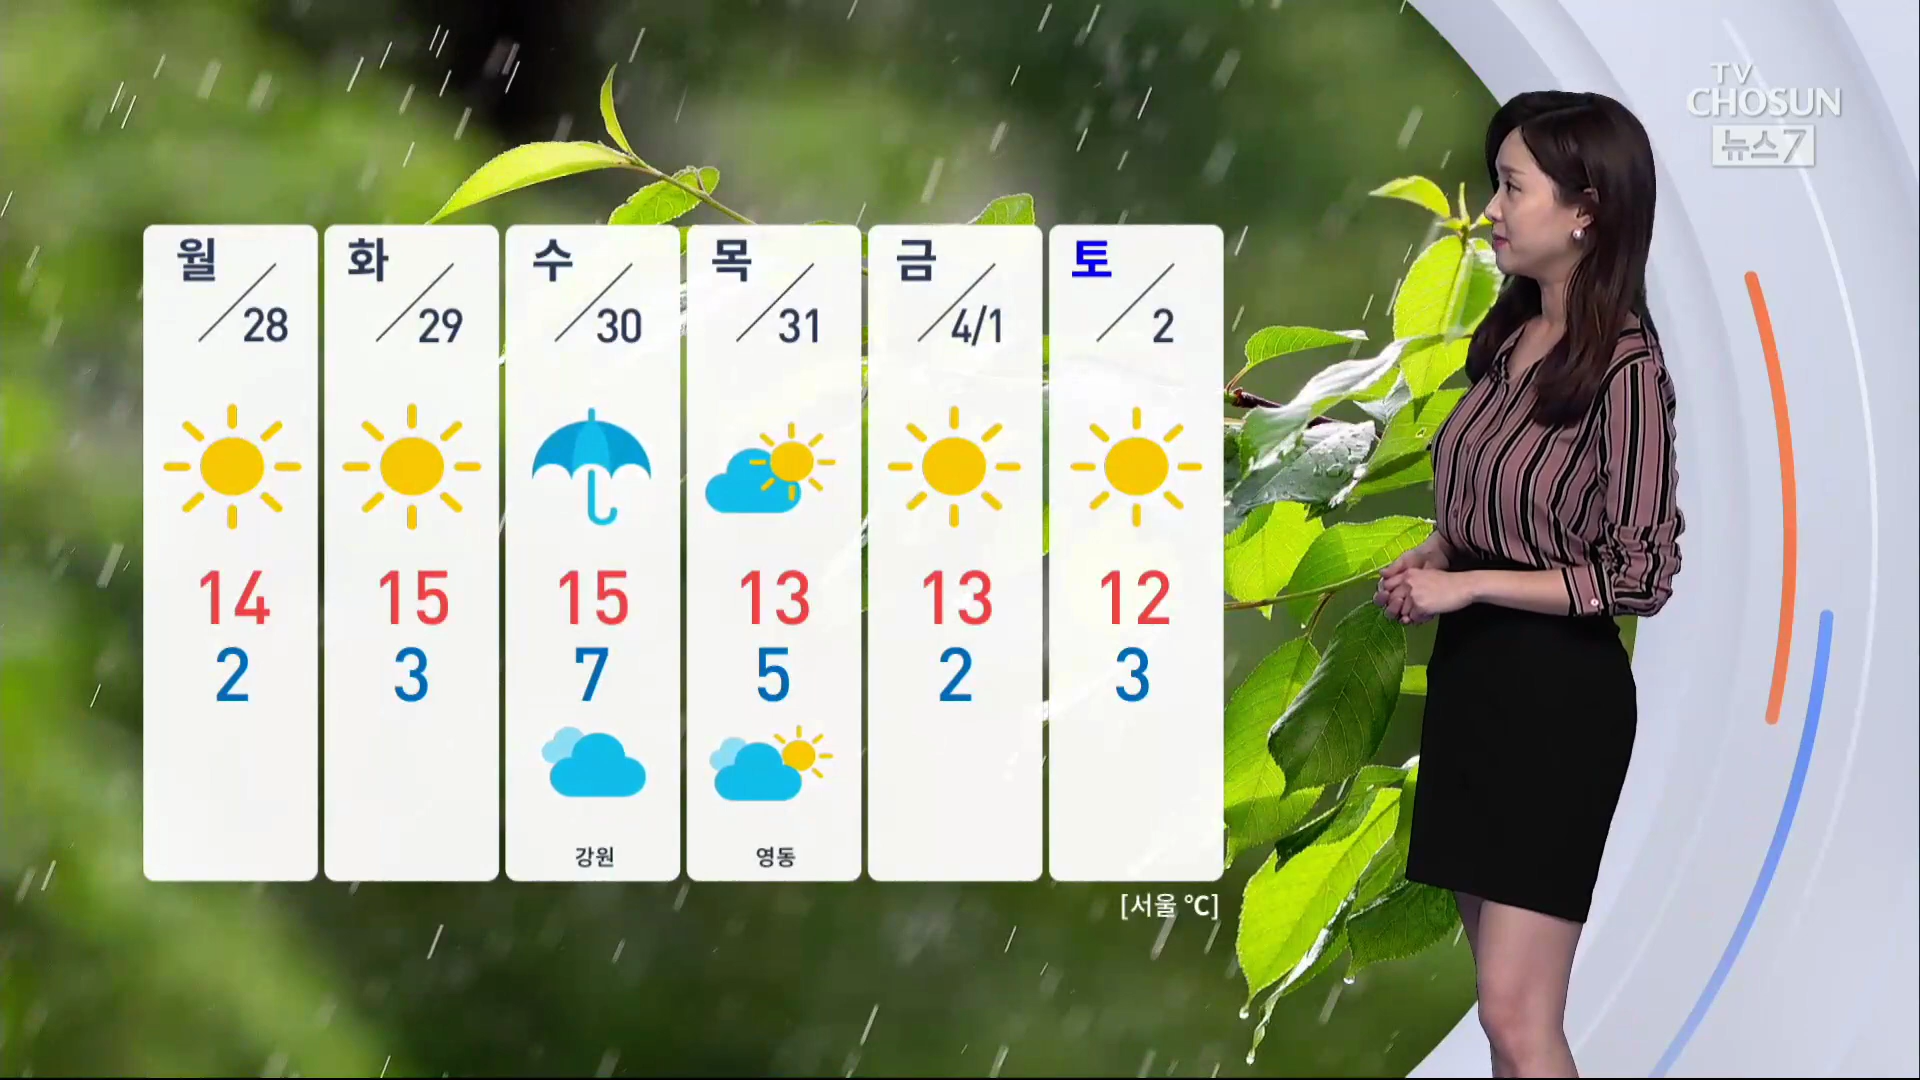 TV
CHOSUN
뉴스7
월 화 수 목 금 토
28 29 30 31 4/1 2
14 15 15 13 13 12
2 3 7 5 2 3
강원 영동
[서울 ℃]